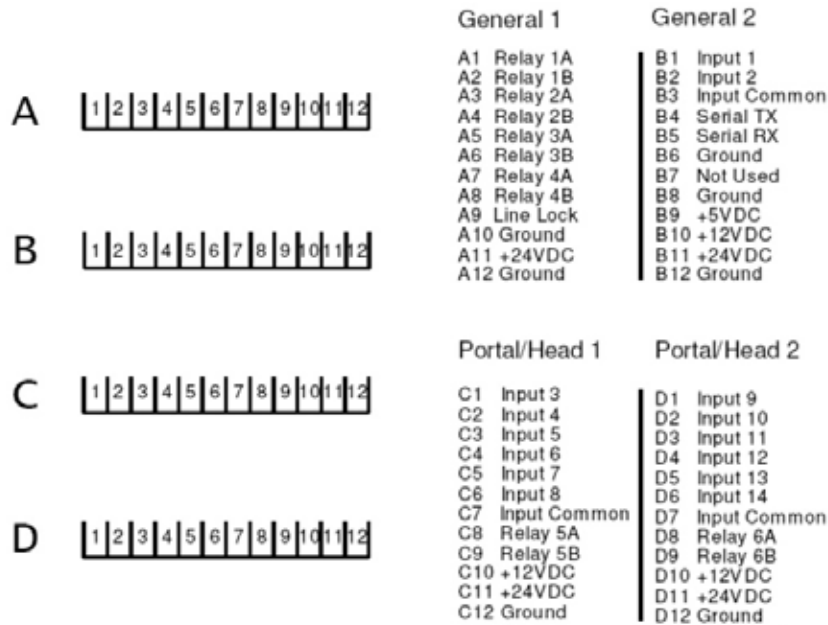 A
1 2 3 4 5 6 7 8 9 10 11 12
B
1 2 3 4 5 6 7 8 9 10 11 12
C
1 2 3 4 5 6 7 8 9 10 11 12
D
1 2 3 4 5 6 7 8 9 10 11 12
General 1
A1 Relay 1A
A2 Relay 1B
A3 Relay 2A
A4 Relay 2B
A5 Relay 3A
A6 Relay 3B
A7 Relay 4A
A8 Relay 4B
A9 Line Lock
A10 Ground
A11 +24VDC
A12 Ground
General 2
B1 Input 1
B2 Input 2
B3 Input Common
B4 Serial TX
B5 Serial RX
B6 Ground
B7 Not Used
B8 Ground
B9 +5VDC
B10 +12VDC
B11 +24VDC
B12 Ground
Portal/Head 1
C1 Input 3
C2 Input 4
C3 Input 5
C4 Input 6
C5 Input 7
C6 Input 8
C7 Input Common
C8 Relay 5A
C9 Relay 5B
C10 +12VDC
C11 +24VDC
C12 Ground
Portal/Head 2
D1 Input 9
D2 Input 10
D3 Input 11
D4 Input 12
D5 Input 13
D6 Input 14
D7 Input Common
D8 Relay 6A
D9 Relay 6B
D10 +12VDC
D11 +24VDC
D12 Ground